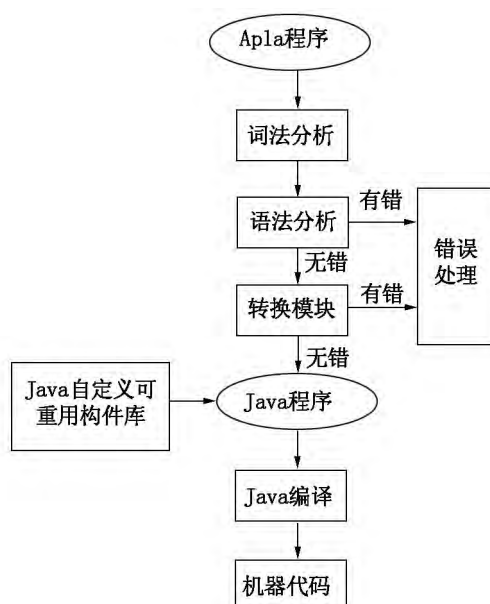 Apla程序
词法分析
语法分析
有错
错误
处理
无错
转换模块
有错
无错
Java自定义可
重用构件库
Java程序
Java编译
机器代码